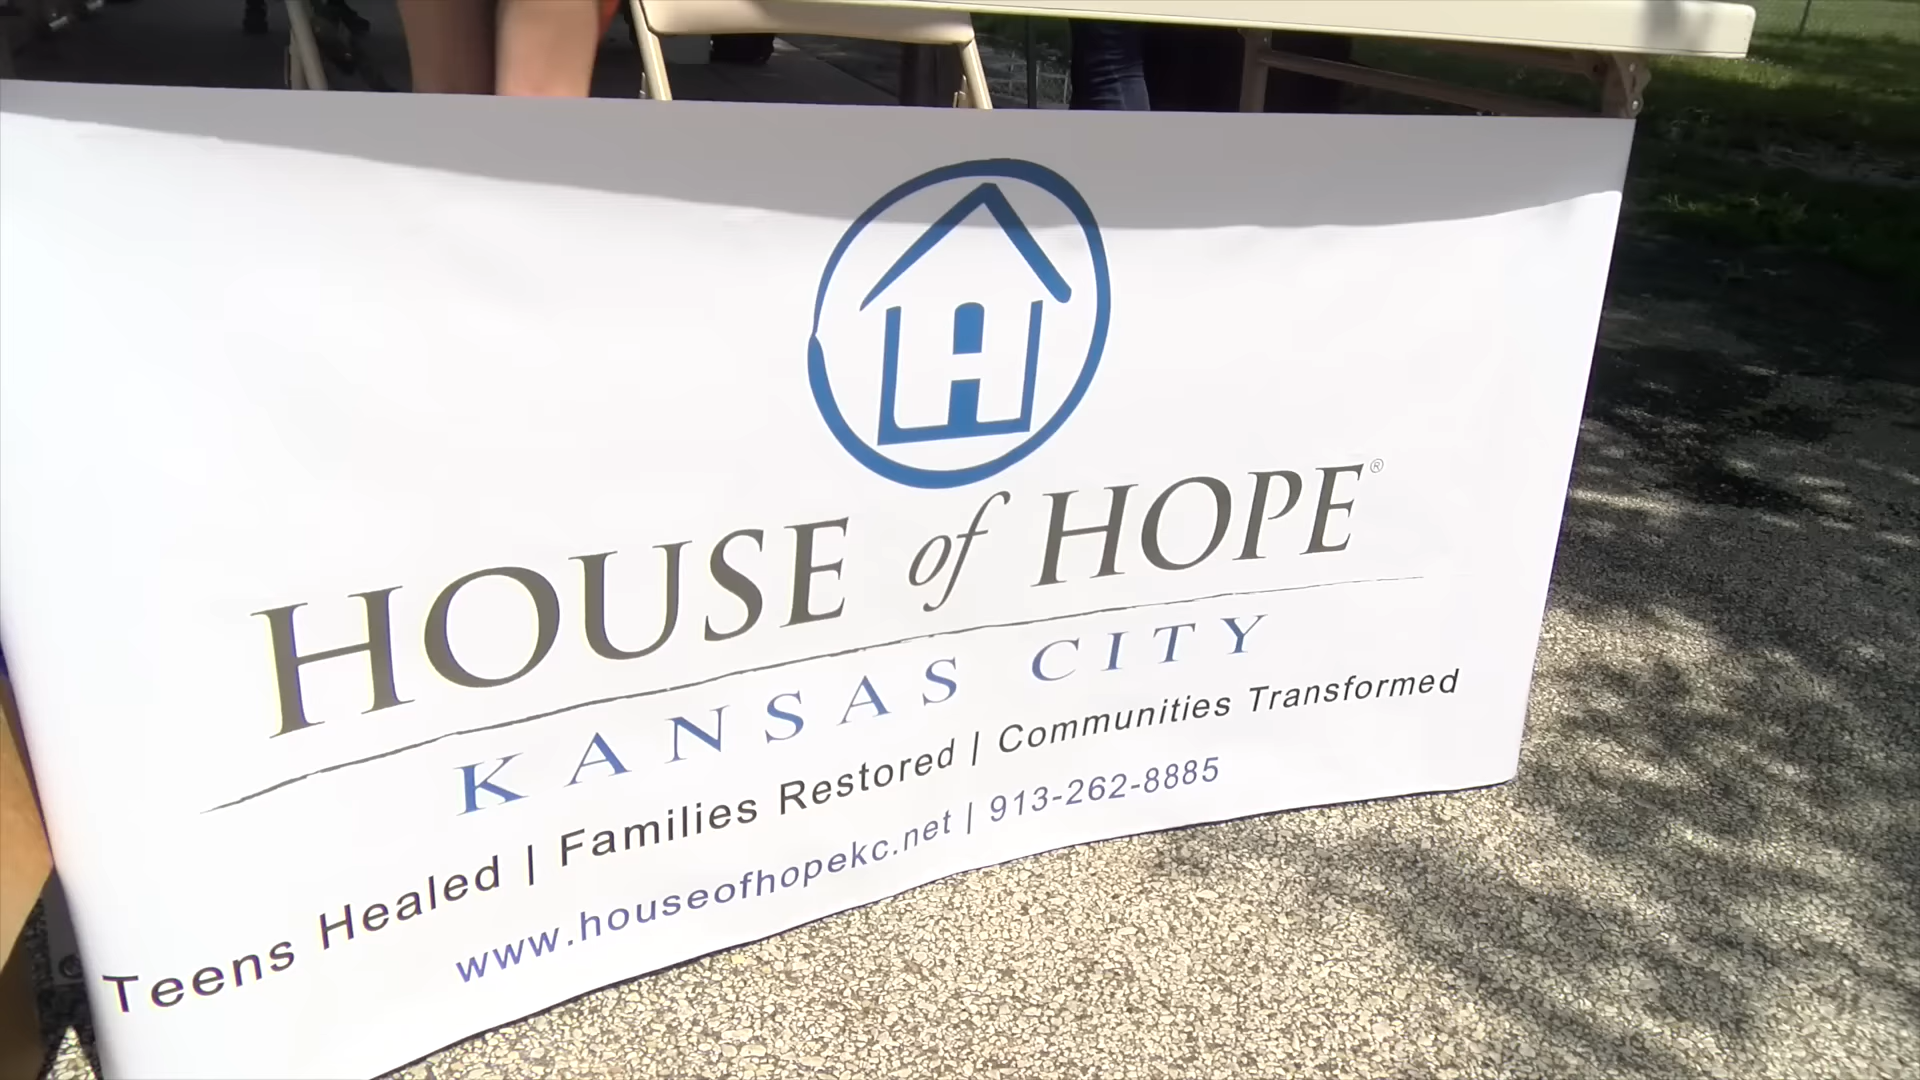 HOUSE of HOPE®
KANSAS CITY
Teens Healed | Families Restored | Communities Transformed
www.houseofhopekc.net | 913-262-8885